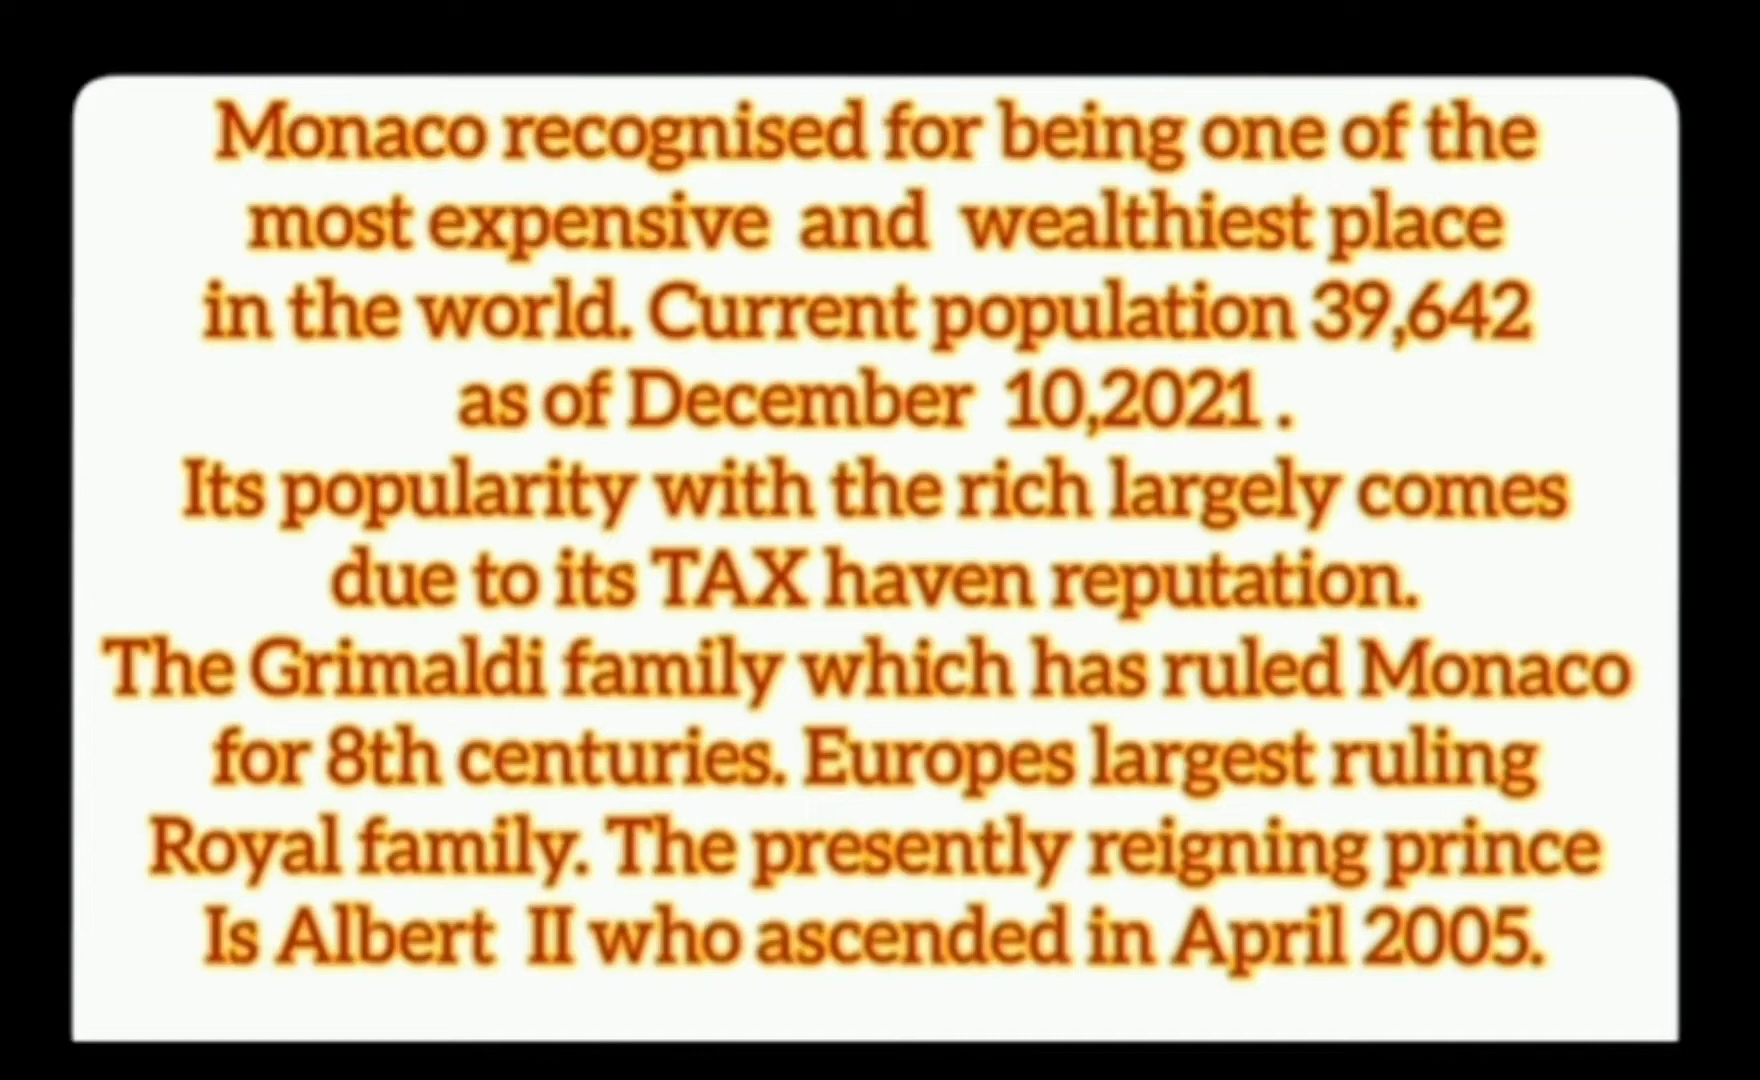 Monaco recognised for being one of the
most expensive and wealthiest place
in the world. Current population 39,642
as of December 10,2021 .
Its popularity with the rich largely comes
due to its TAX haven reputation.
The Grimaldi family which has ruled Monaco
for 8th centuries. Europes largest ruling
Royal family. The presently reigning prince
Is Albert II who ascended in April 2005.